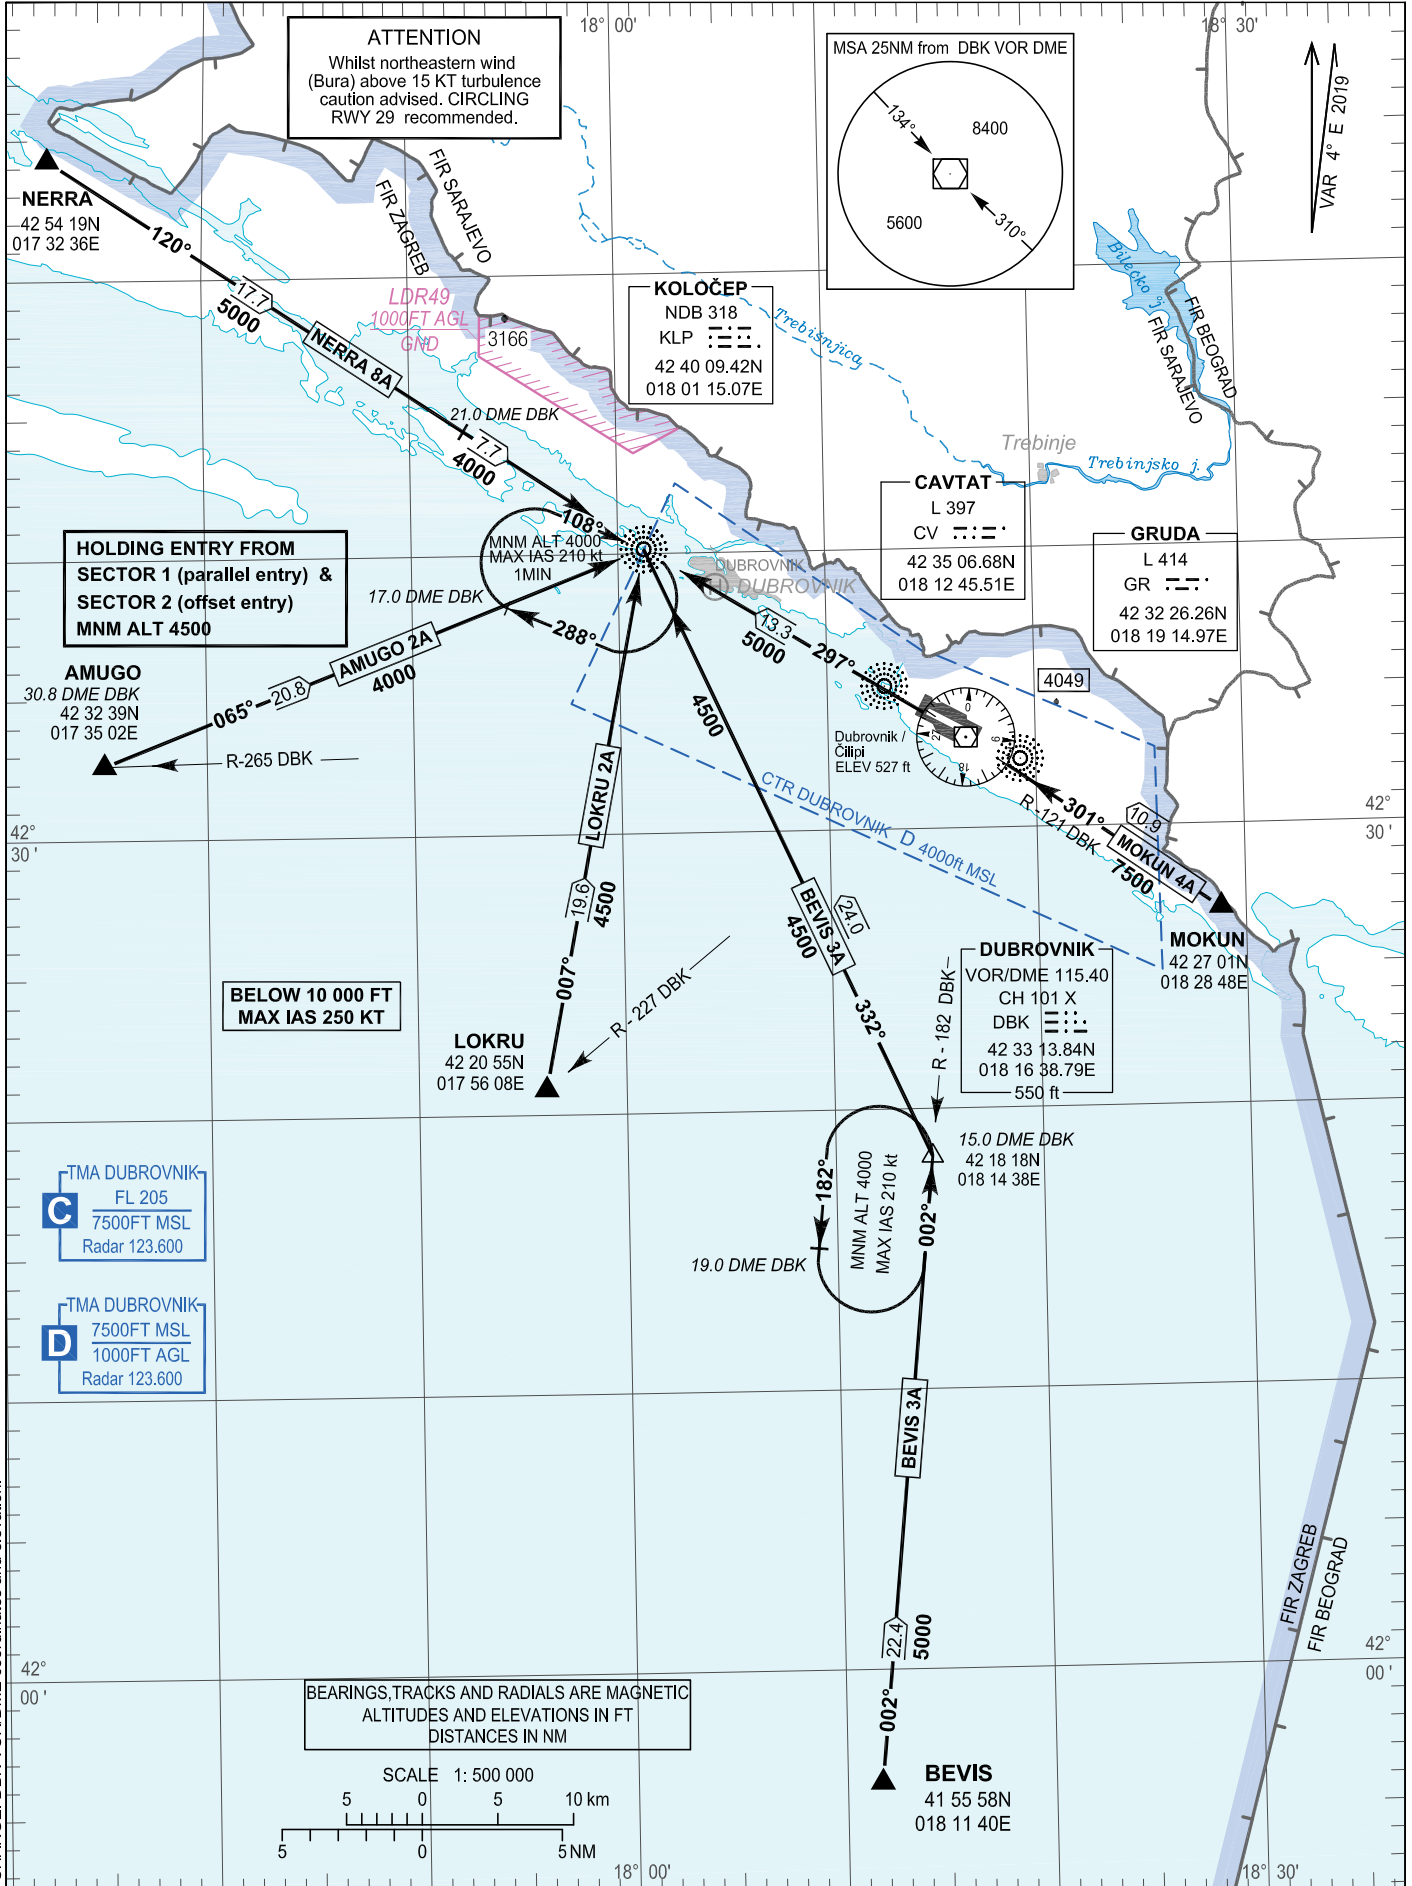 18° 00'
18° 30'
ATTENTION
Whilst northeastern wind
(Bura) above 15 KT turbulence
caution advised. CIRCLING
RWY 29 recommended.
MSA 25NM from DBK VOR DME
134°
8400
5600
310°
VAR 4° E 2019
NERRA
42 54 19N
017 32 36E
120°
17.7
5000
NERRA 8A
FIR SARAJEVO
FIR ZAGREB
LDR49
1000FT AGL
GND
3166
KOLOČEP
NDB 318
KLP
42 40 09.42N
018 01 15.07E
Trebišnjica
Bilećko j.
FIR BEOGRAD
FIR SARAJEVO
21.0 DME DBK
7.7
4000
108°
Trebinje
Trebinjsko j.
CAVTAT
L 397
CV
42 35 06.68N
018 12 45.51E
GRUDA
L 414
GR
42 32 26.26N
018 19 14.97E
HOLDING ENTRY FROM
SECTOR 1 (parallel entry) &
SECTOR 2 (offset entry)
MNM ALT 4500
MNM ALT 4000
MAX IAS 210 kt
1MIN
17.0 DME DBK
288°
DUBROVNIK
H DUBROVNIK
13.3
5000
297°
AMUGO
30.8 DME DBK
42 32 39N
017 35 02E
065°
20.8
AMUGO 2A
4000
R-265 DBK
4500
4049
Dubrovnik /
Čilipi
ELEV 527 ft
0
9
18
27
CTR DUBROVNIK D 4000ft MSL
301°
R -121 DBK
10.9
MOKUN 4A
7500
42°
30 '
42°
30 '
LOKRU 2A
19.6
4500
007°
BEVIS 3A
4500
24.0
332°
MOKUN
42 27 01N
018 28 48E
BELOW 10 000 FT
MAX IAS 250 KT
R - 227 DBK
LOKRU
42 20 55N
017 56 08E
R - 182 DBK
DUBROVNIK
VOR/DME 115.40
CH 101 X
DBK
42 33 13.84N
018 16 38.79E
550 ft
15.0 DME DBK
42 18 18N
018 14 38E
182°
MNM ALT 4000
MAX IAS 210 kt
002°
19.0 DME DBK
TMA DUBROVNIK
C
FL 205
7500FT MSL
Radar 123.600
TMA DUBROVNIK
D
7500FT MSL
1000FT AGL
Radar 123.600
BEVIS 3A
22.4
5000
002°
FIR ZAGREB
FIR BEOGRAD
42°
00 '
42°
00 '
BEARINGS,TRACKS AND RADIALS ARE MAGNETIC
ALTITUDES AND ELEVATIONS IN FT
DISTANCES IN NM
SCALE 1: 500 000
5 0 5 10 km
5 0 5 NM
BEVIS
41 55 58N
018 11 40E
18° 00'
18° 30'